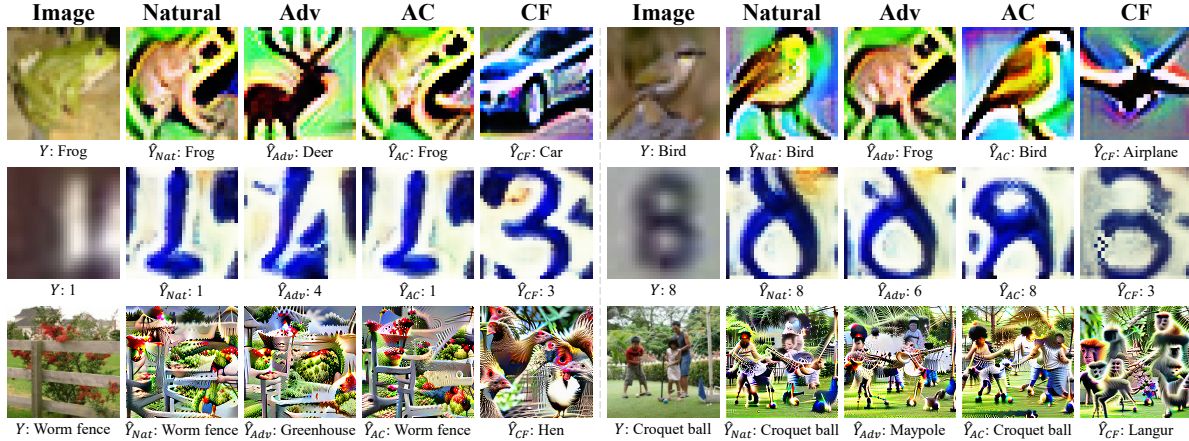 Image Natural Adv AC CF Image Natural Adv AC CF
Y: Frog Ŷ_Nat: Frog Ŷ_Adv: Deer Ŷ_AC: Frog Ŷ_CF: Car Y: Bird Ŷ_Nat: Bird Ŷ_Adv: Frog Ŷ_AC: Bird Ŷ_CF: Airplane
Y: 1 Ŷ_Nat: 1 Ŷ_Adv: 4 Ŷ_AC: 1 Ŷ_CF: 3 Y: 8 Ŷ_Nat: 8 Ŷ_Adv: 6 Ŷ_AC: 8 Ŷ_CF: 3
Y: Worm fence Ŷ_Nat: Worm fence Ŷ_Adv: Greenhouse Ŷ_AC: Worm fence Ŷ_CF: Hen Y: Croquet ball Ŷ_Nat: Croquet ball Ŷ_Adv: Maypole Ŷ_AC: Croquet ball Ŷ_CF: Langur